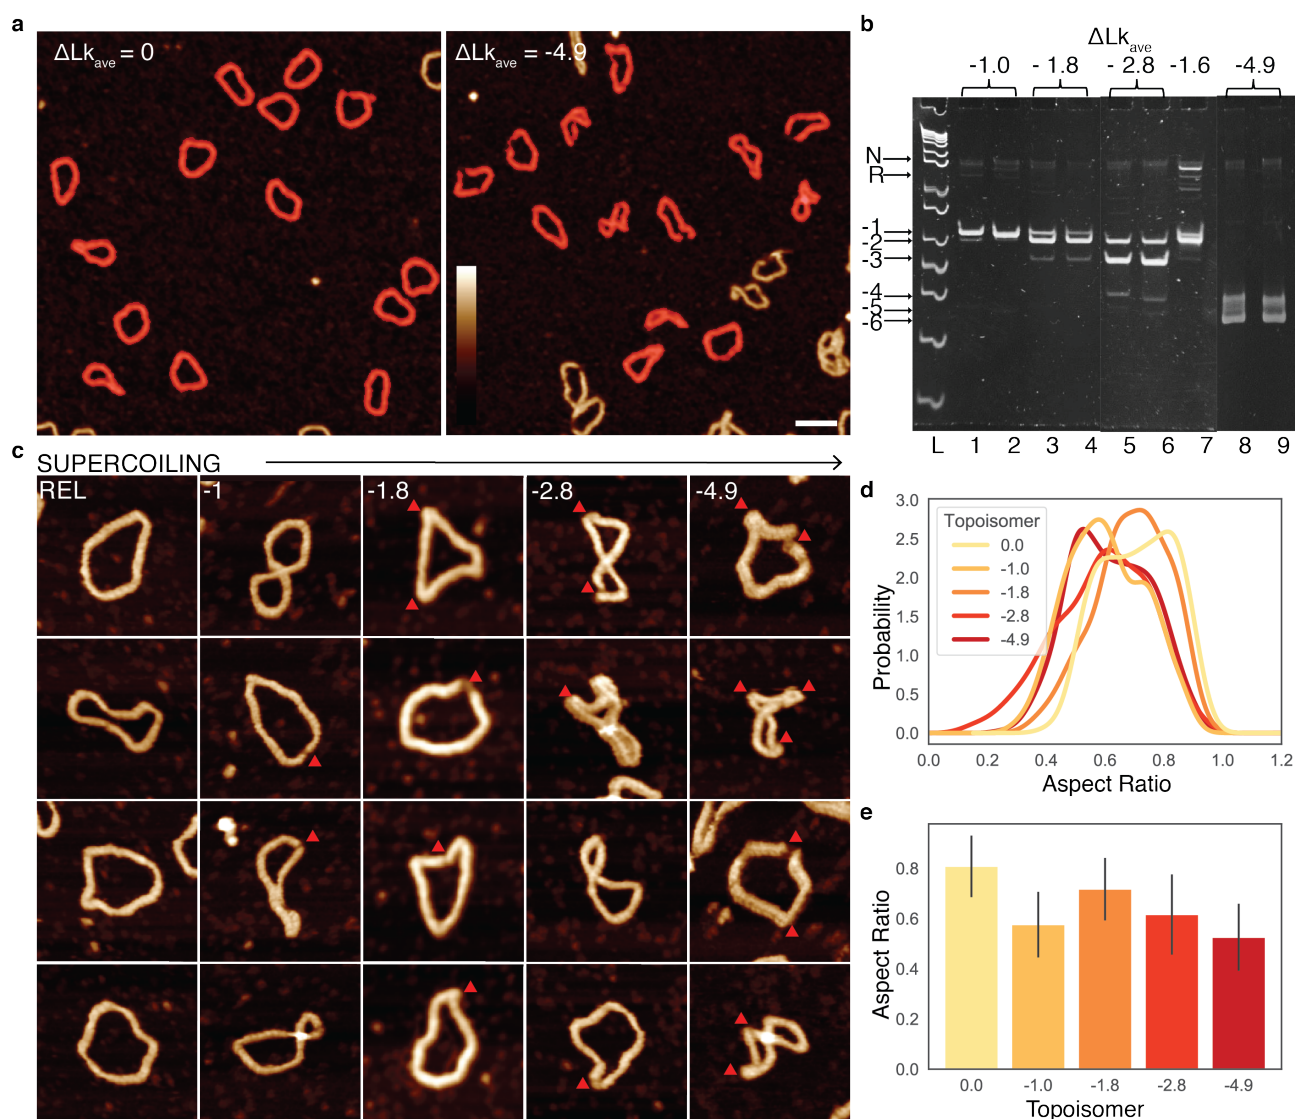 a
ΔLk_ave = 0
ΔLk_ave = -4.9
b
ΔLk_ave
-1.0 - 1.8 - 2.8 -1.6 -4.9
N
R
-1
-2
-3
-4
-5
-6
L 1 2 3 4 5 6 7 8 9
c
SUPERCOILING
REL -1 -1.8 -2.8 -4.9
d
3.0
2.5
2.0
1.5
1.0
0.5
0.0
Probability
Topoisomer
0.0
-1.0
-1.8
-2.8
-4.9
0.0 0.2 0.4 0.6 0.8 1.0 1.2
Aspect Ratio
e
0.8
0.6
0.4
0.2
0.0
Aspect Ratio
0.0 -1.0 -1.8 -2.8 -4.9
Topoisomer